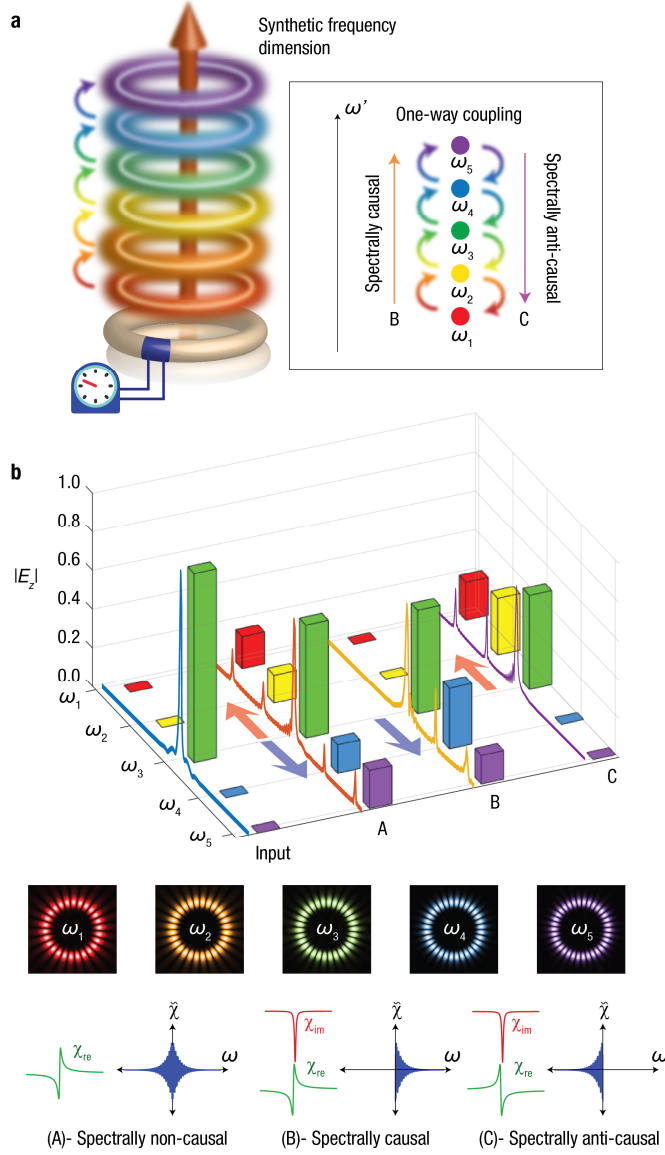 a
Synthetic frequency
dimension
ω’
One-way coupling
ω5
ω4
ω3
ω2
ω1
Spectrally causal
B
Spectrally anti-causal
C
b
1.0
0.8
0.6
0.4
0.2
0.0
|Ez|
ω1
ω2
ω3
ω4
ω5
Input
A
B
C
ω1
ω2
ω3
ω4
ω5
χre
χ̌
ω
χim
χre
χ̌
ω
χim
χre
χ̌
ω
(A)- Spectrally non-causal
(B)- Spectrally causal
(C)- Spectrally anti-causal